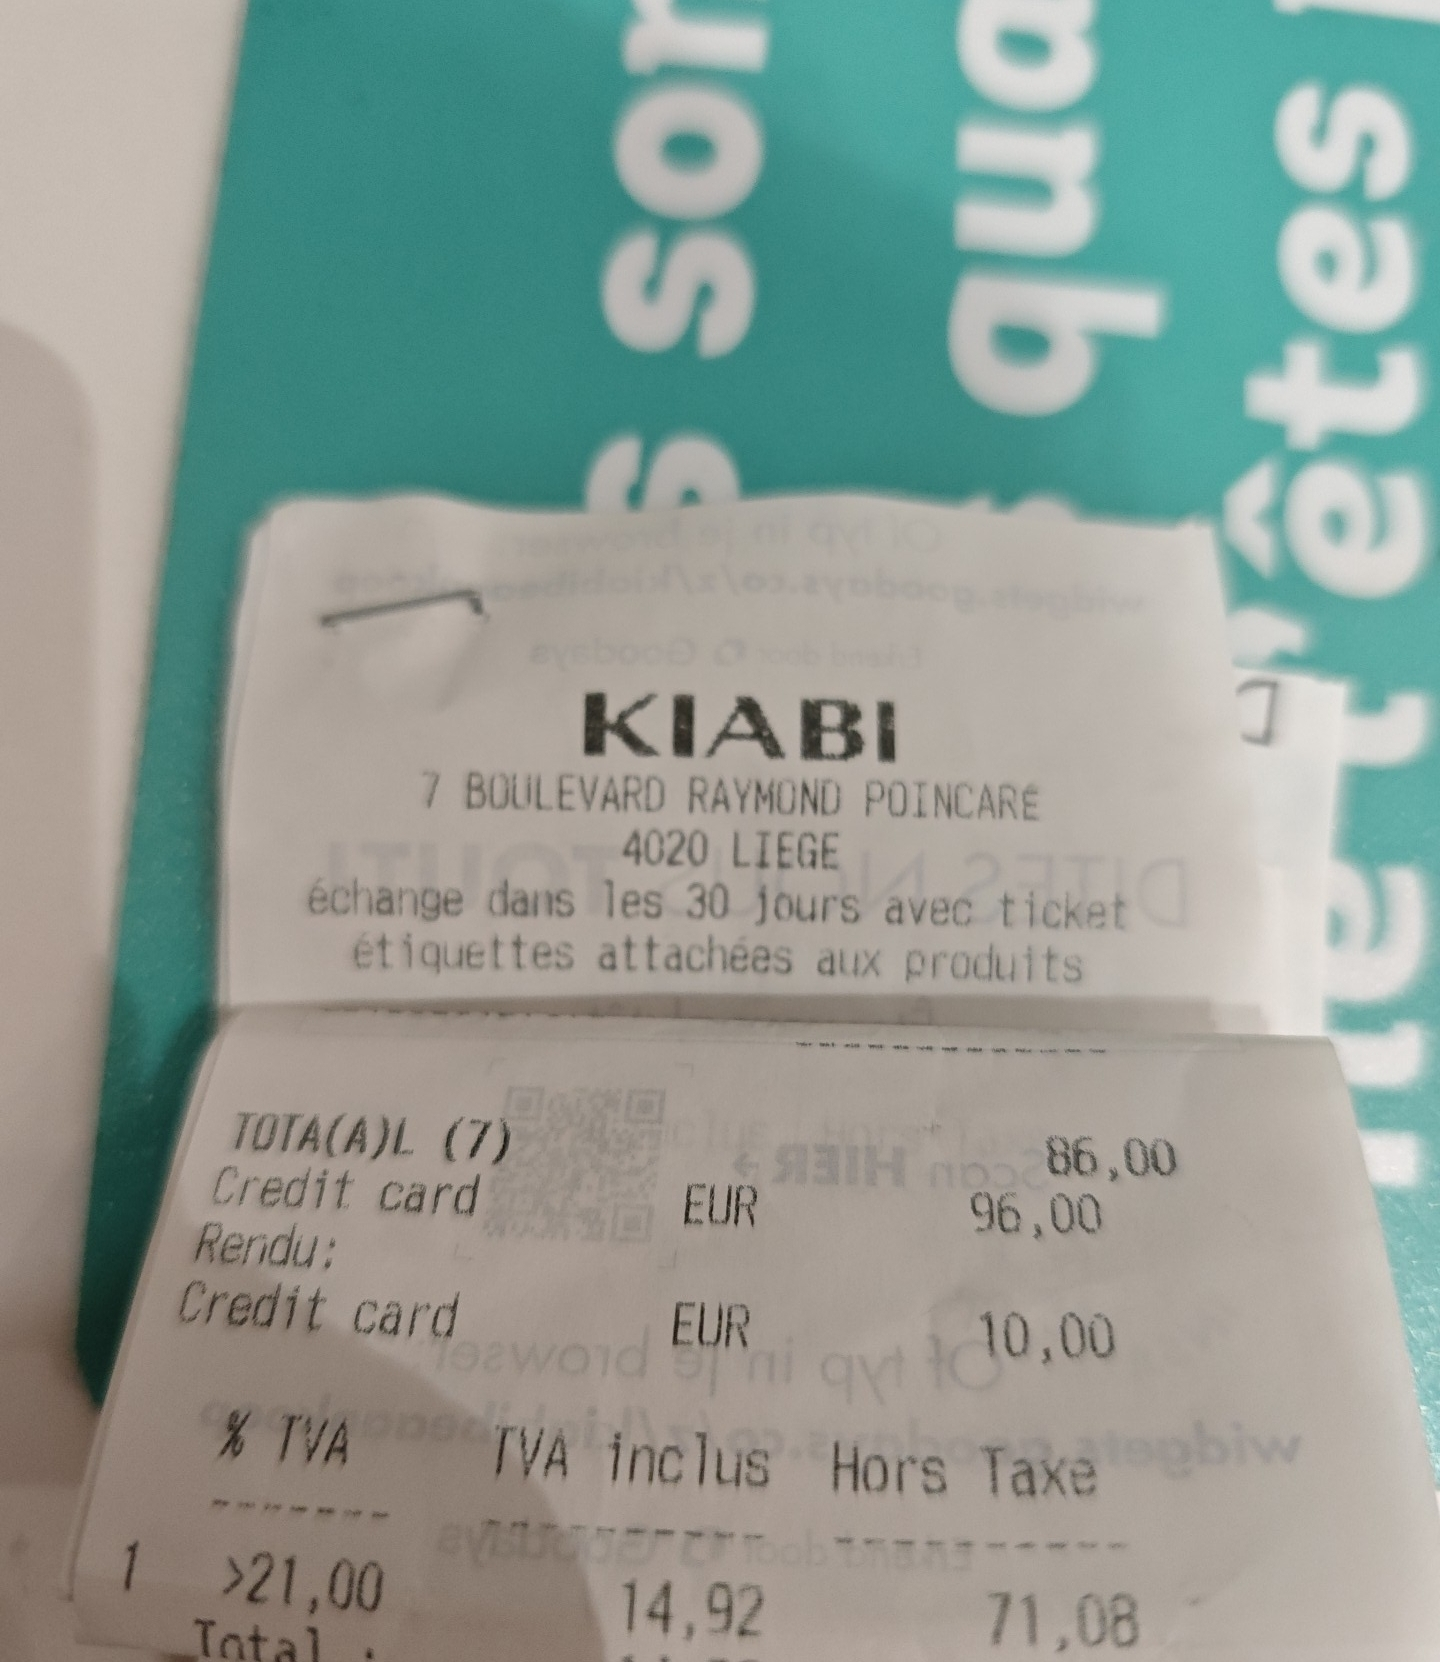 KIABI
7 BOULEVARD RAYMOND POINCARE
4020 LIEGE
échange dans les 30 jours avec ticket
étiquettes attachées aux produits
TOTA(A)L (7) 86,00
Credit card EUR 96,00
Rendu:
Credit card EUR 10,00
% TVA TVA inclus Hors Taxe
1 >21,00 14,92 71,08
Total :